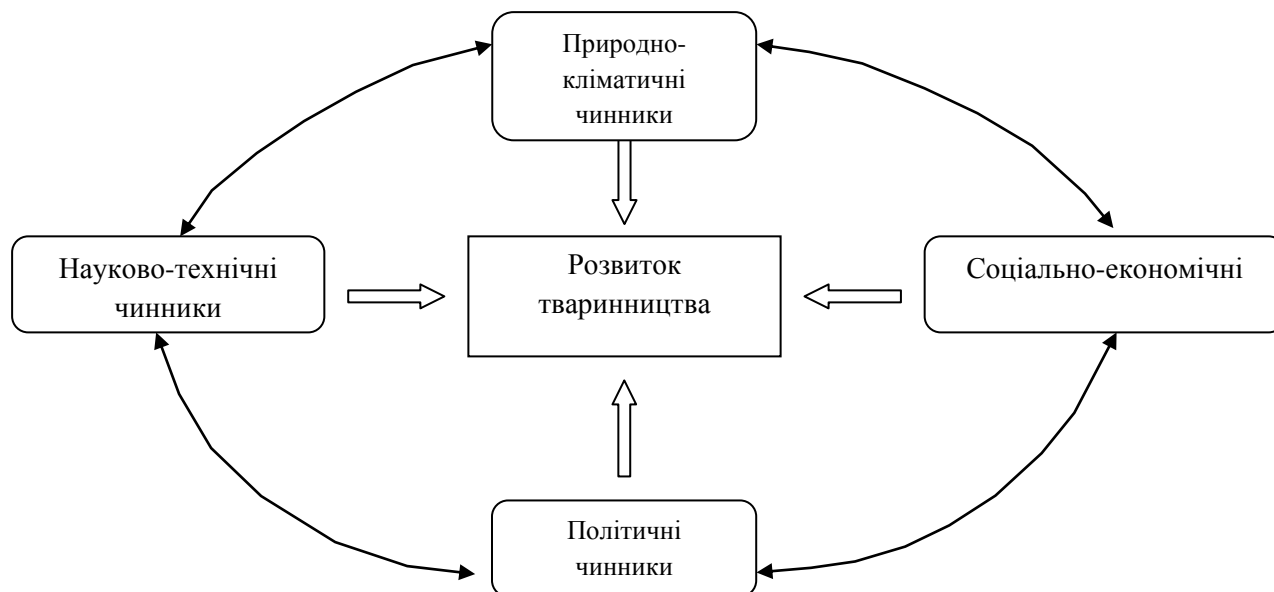 Природно-
кліматичні
чинники
Науково-технічні
чинники
Розвиток
тваринництва
Соціально-економічні
Політичні
чинники